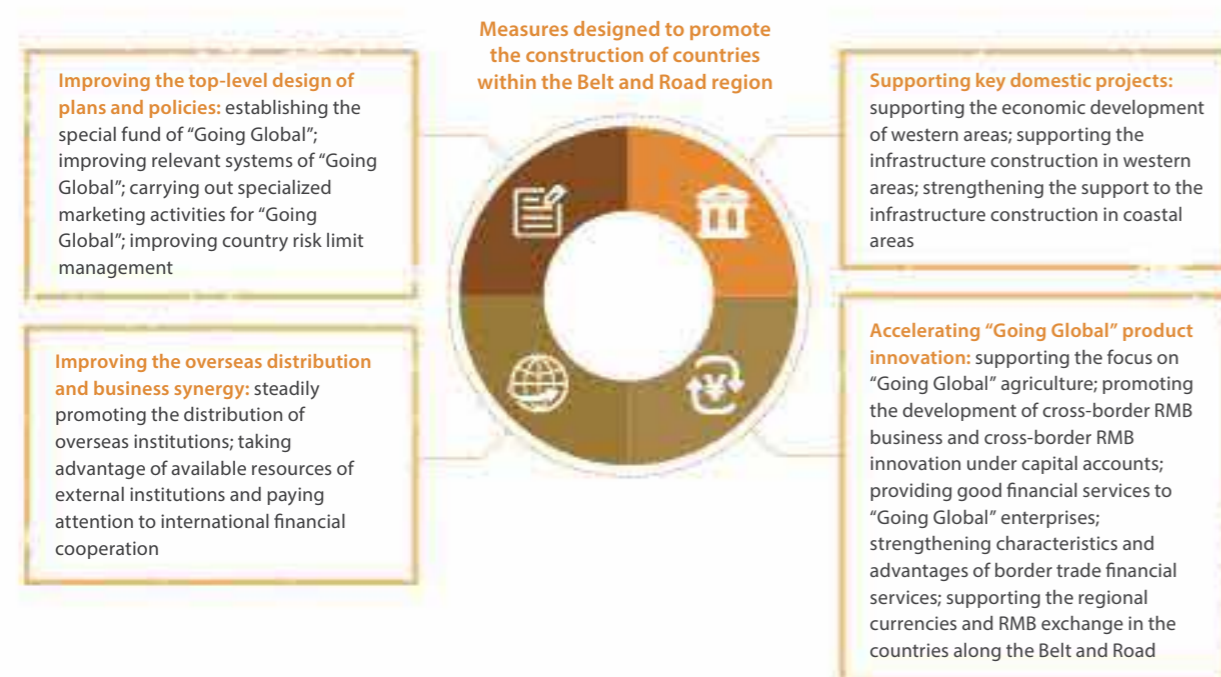 Measures designed to promote
the construction of countries
within the Belt and Road region
Improving the top-level design of
plans and policies: establishing the
special fund of “Going Global”;
improving relevant systems of “Going
Global”; carrying out specialized
marketing activities for “Going
Global”; improving country risk limit
management
Supporting key domestic projects:
supporting the economic development
of western areas; supporting the
infrastructure construction in western
areas; strengthening the support to the
infrastructure construction in coastal
areas
Improving the overseas distribution
and business synergy: steadily
promoting the distribution of
overseas institutions; taking
advantage of available resources of
external institutions and paying
attention to international financial
cooperation
Accelerating “Going Global” product
innovation: supporting the focus on
“Going Global” agriculture; promoting
the development of cross-border RMB
business and cross-border RMB
innovation under capital accounts;
providing good financial services to
“Going Global” enterprises;
strengthening characteristics and
advantages of border trade financial
services; supporting the regional
currencies and RMB exchange in the
countries along the Belt and Road
¥